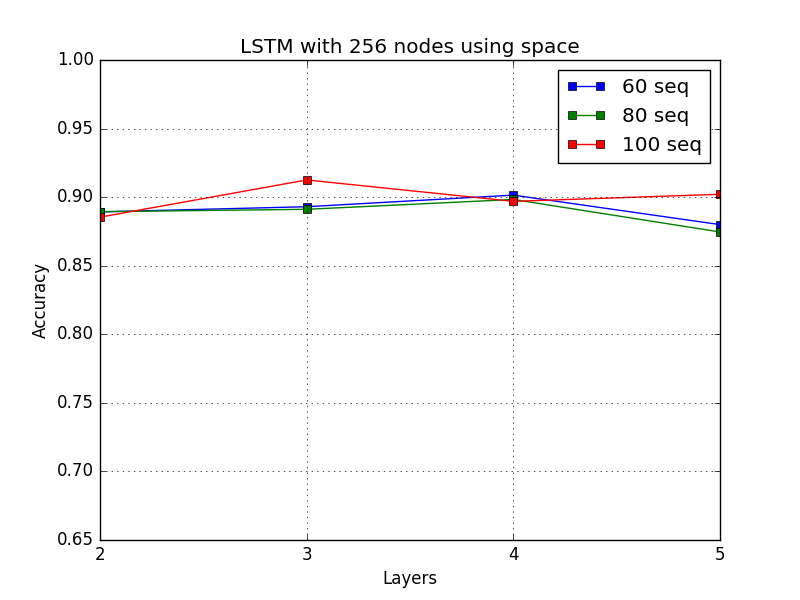 LSTM with 256 nodes using space
1.00
0.95
0.90
0.85
0.80
0.75
0.70
0.65
Accuracy
60 seq
80 seq
100 seq
2 3 4 5
Layers